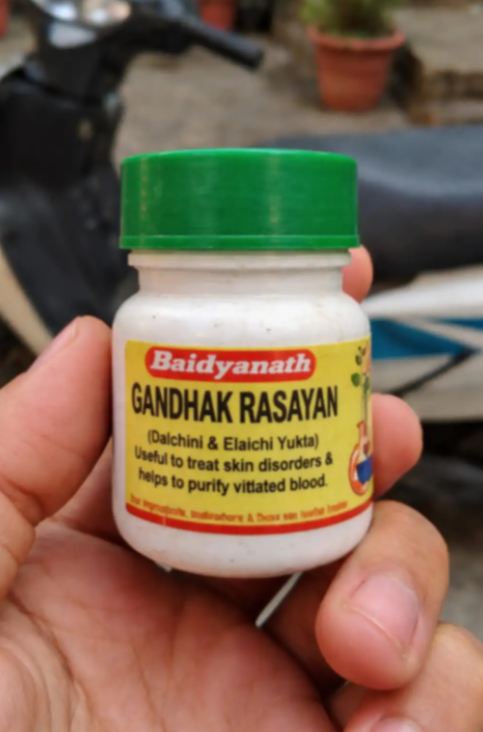 Baidyanath
GANDHAK RASAYAN
(Dalchini & Elaichi Yukta)
Useful to treat skin disorders &
helps to purify vitiated blood.